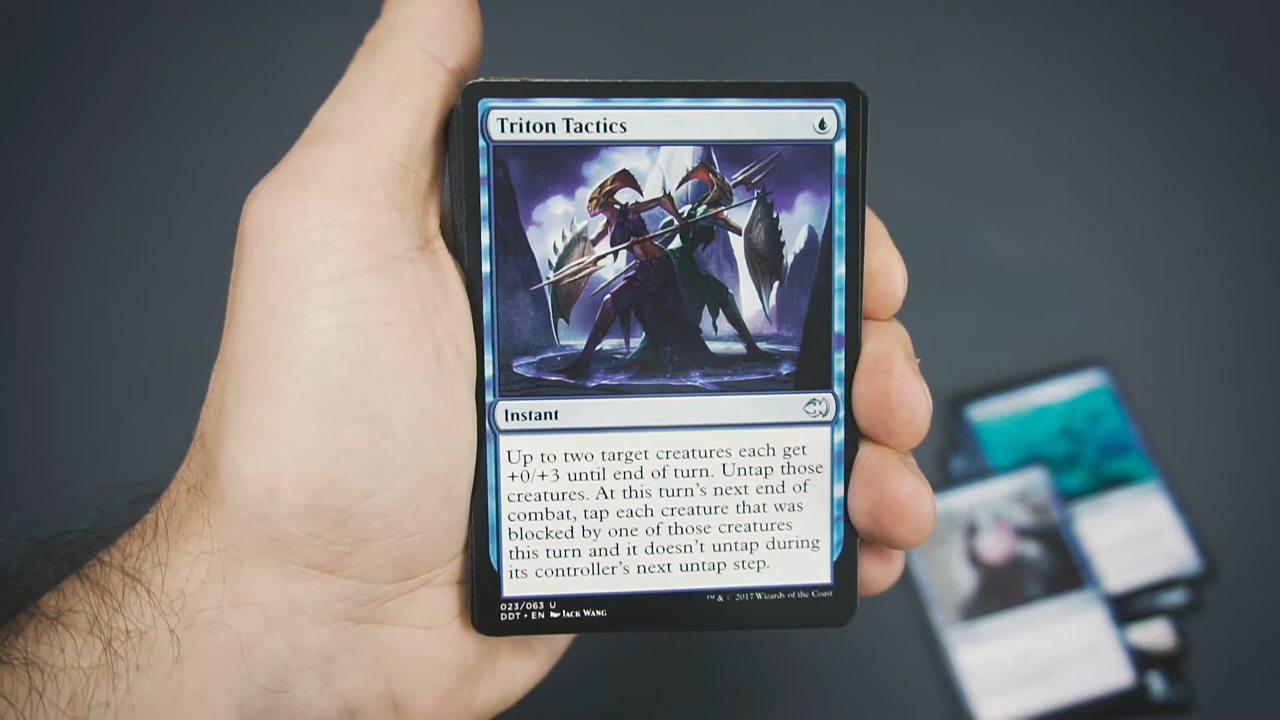 Triton Tactics
Instant
Up to two target creatures each get
+0/+3 until end of turn. Untap those
creatures. At this turn's next end of
combat, tap each creature that was
blocked by one of those creatures
this turn and it doesn't untap during
its controller's next untap step.
023/063 U
DDT • EN Jack Wang
™ & © 2017 Wizards of the Coast